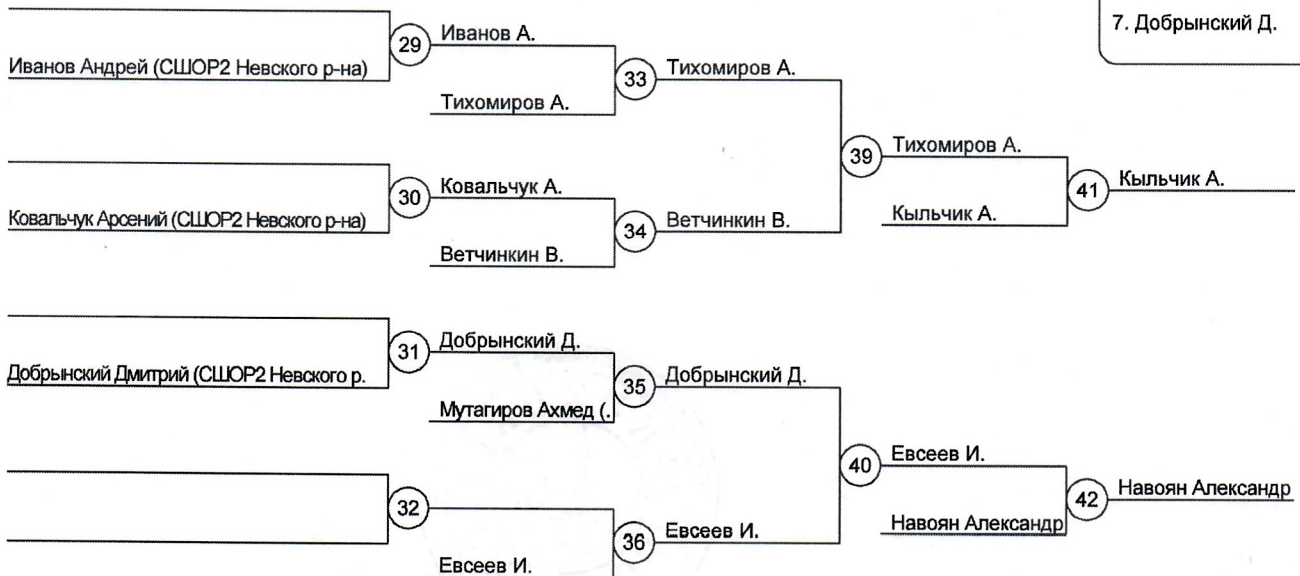 7. Добрынский Д.
29
Иванов А.
Иванов Андрей (СШОР2 Невского р-на)
33
Тихомиров А.
Тихомиров А.
39
Тихомиров А.
30
Ковальчук А.
41
Кыльчик А.
Ковальчук Арсений (СШОР2 Невского р-на)
34
Ветчинкин В.
Кыльчик А.
Ветчинкин В.
31
Добрынский Д.
Добрынский Дмитрий (СШОР2 Невского р.
35
Добрынский Д.
Мутагиров Ахмед (.
40
Евсеев И.
32
42
Навоян Александр
36
Евсеев И.
Навоян Александр
Евсеев И.